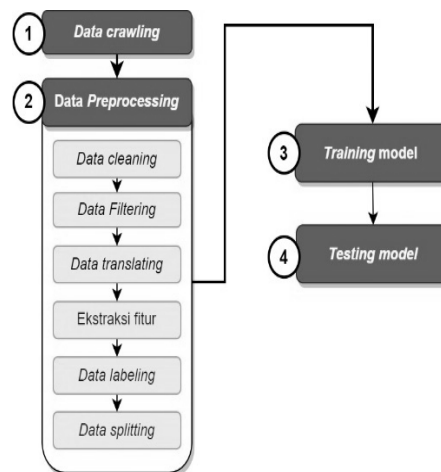 1
Data crawling
2
Data Preprocessing
Data cleaning
Data Filtering
Data translating
Ekstraksi fitur
Data labeling
Data splitting
3
Training model
4
Testing model